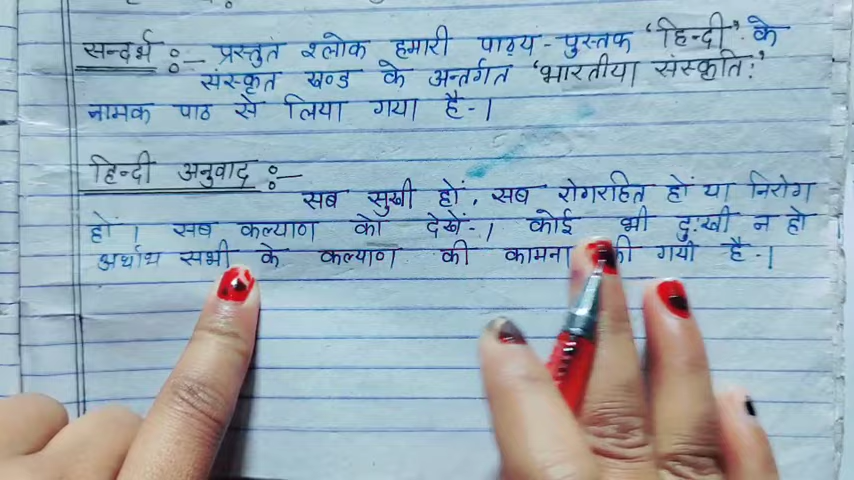 सन्दर्भ :- प्रस्तुत श्लोक हमारी पाठ्य-पुस्तक 'हिन्दी' के
संस्कृत खण्ड के अन्तर्गत 'भारतीया संस्कृति:'
नामक पाठ से लिया गया है-।
हिन्दी अनुवाद :-
सब सुखी हों, सब रोगरहित हों या निरोग
हों। सब कल्याण को देखें-। कोई भी दु:खी न हो
अर्थाथ सभी के कल्याण की कामना की गयी है-।